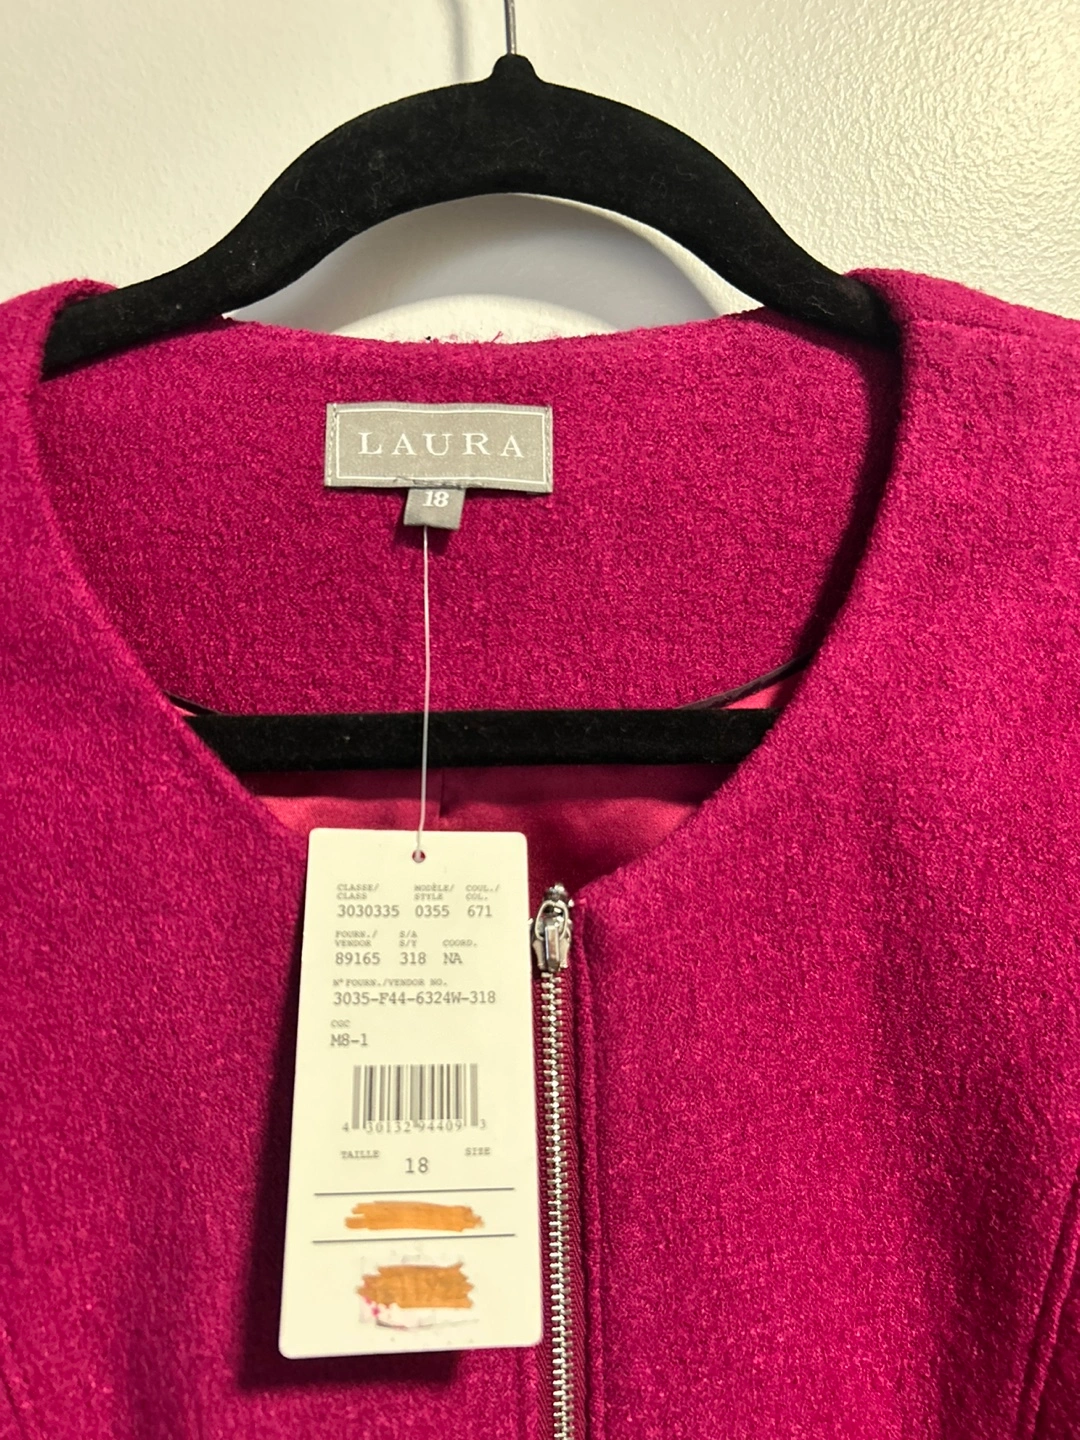 LAURA
18
CLASSE/ MODÈLE/ COUL./
CLASS STYLE COL.
3030335 0355 671
FOURN./ S/A
VENDOR S/Y COORD.
89165 318 NA
N° FOURN./VENDOR NO.
3035-F44-6324W-318
CGC
M8-1
4 30132 94409 3
TAILLE SIZE
18